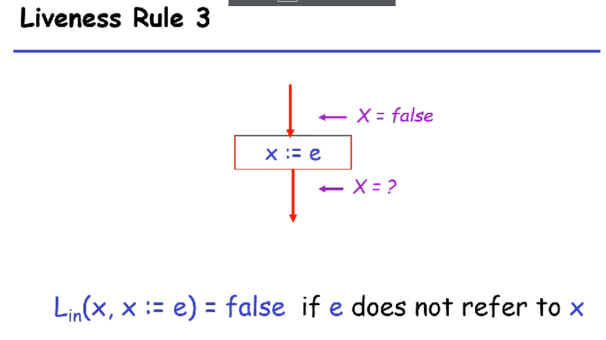 Liveness Rule 3
X = false
x := e
X = ?
Lin(x, x := e) = false if e does not refer to x